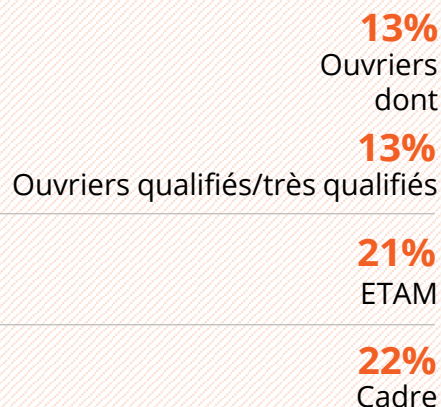 13%
Ouvriers
dont
13%
Ouvriers qualifiés/très qualifiés
21%
ETAM
22%
Cadre